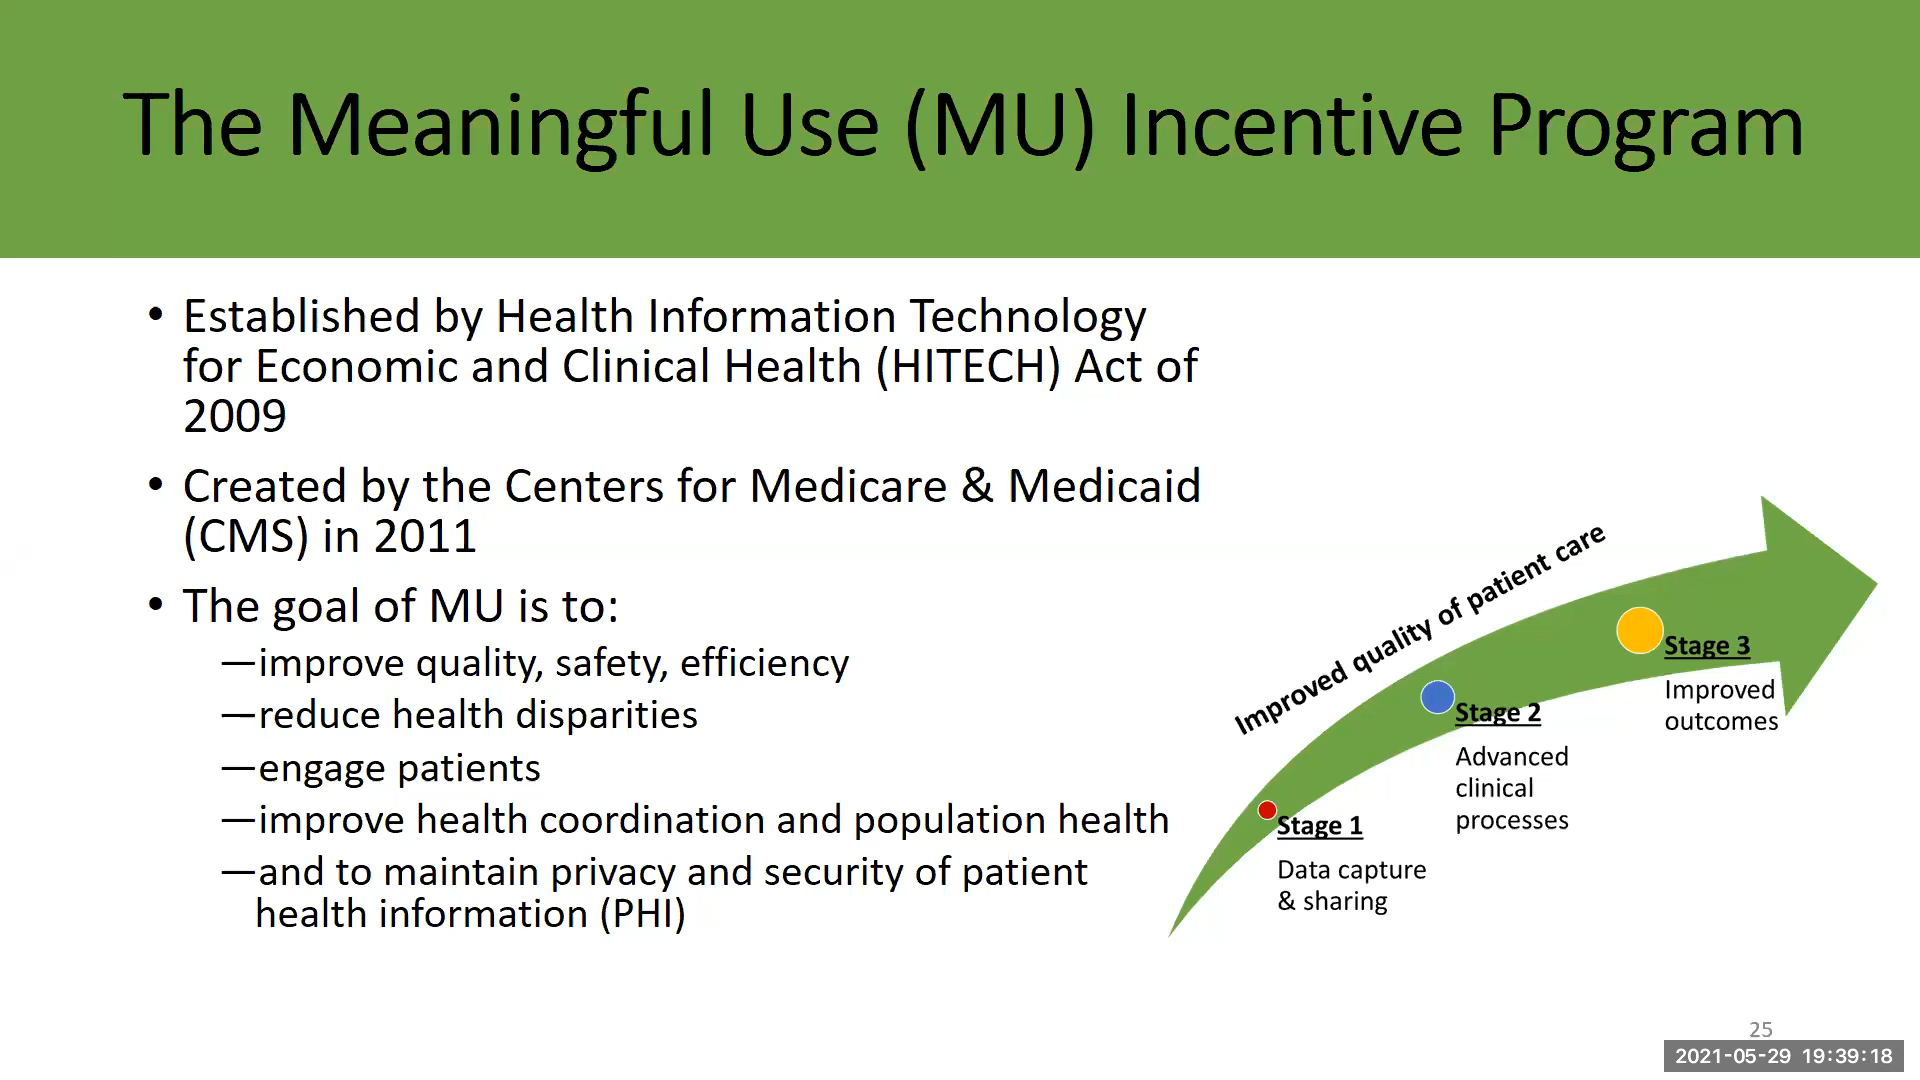 The Meaningful Use (MU) Incentive Program
• Established by Health Information Technology
for Economic and Clinical Health (HITECH) Act of
2009
• Created by the Centers for Medicare & Medicaid
(CMS) in 2011
• The goal of MU is to:
—improve quality, safety, efficiency
—reduce health disparities
—engage patients
—improve health coordination and population health
—and to maintain privacy and security of patient
health information (PHI)
Improved quality of patient care
Stage 1
Data capture
& sharing
Stage 2
Advanced
clinical
processes
Stage 3
Improved
outcomes
25
2021-05-29 19:39:18